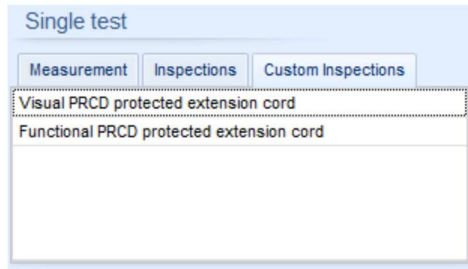 Single test
Measurement Inspections Custom Inspections
Visual PRCD protected extension cord
Functional PRCD protected extension cord